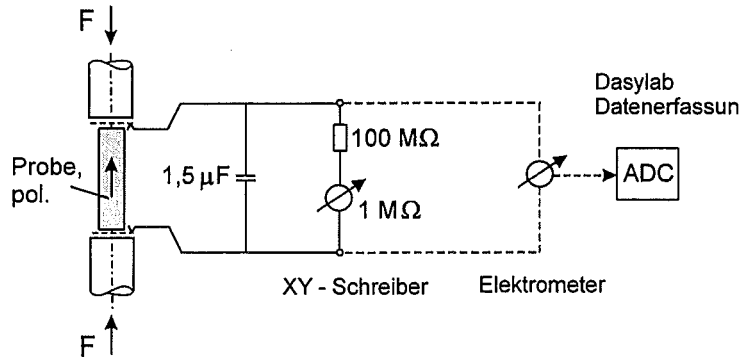 F
Dasylab
Datenerfassun
100 MΩ
Probe,
pol.
1,5 µF
ADC
1 MΩ
XY - Schreiber
Elektrometer
F